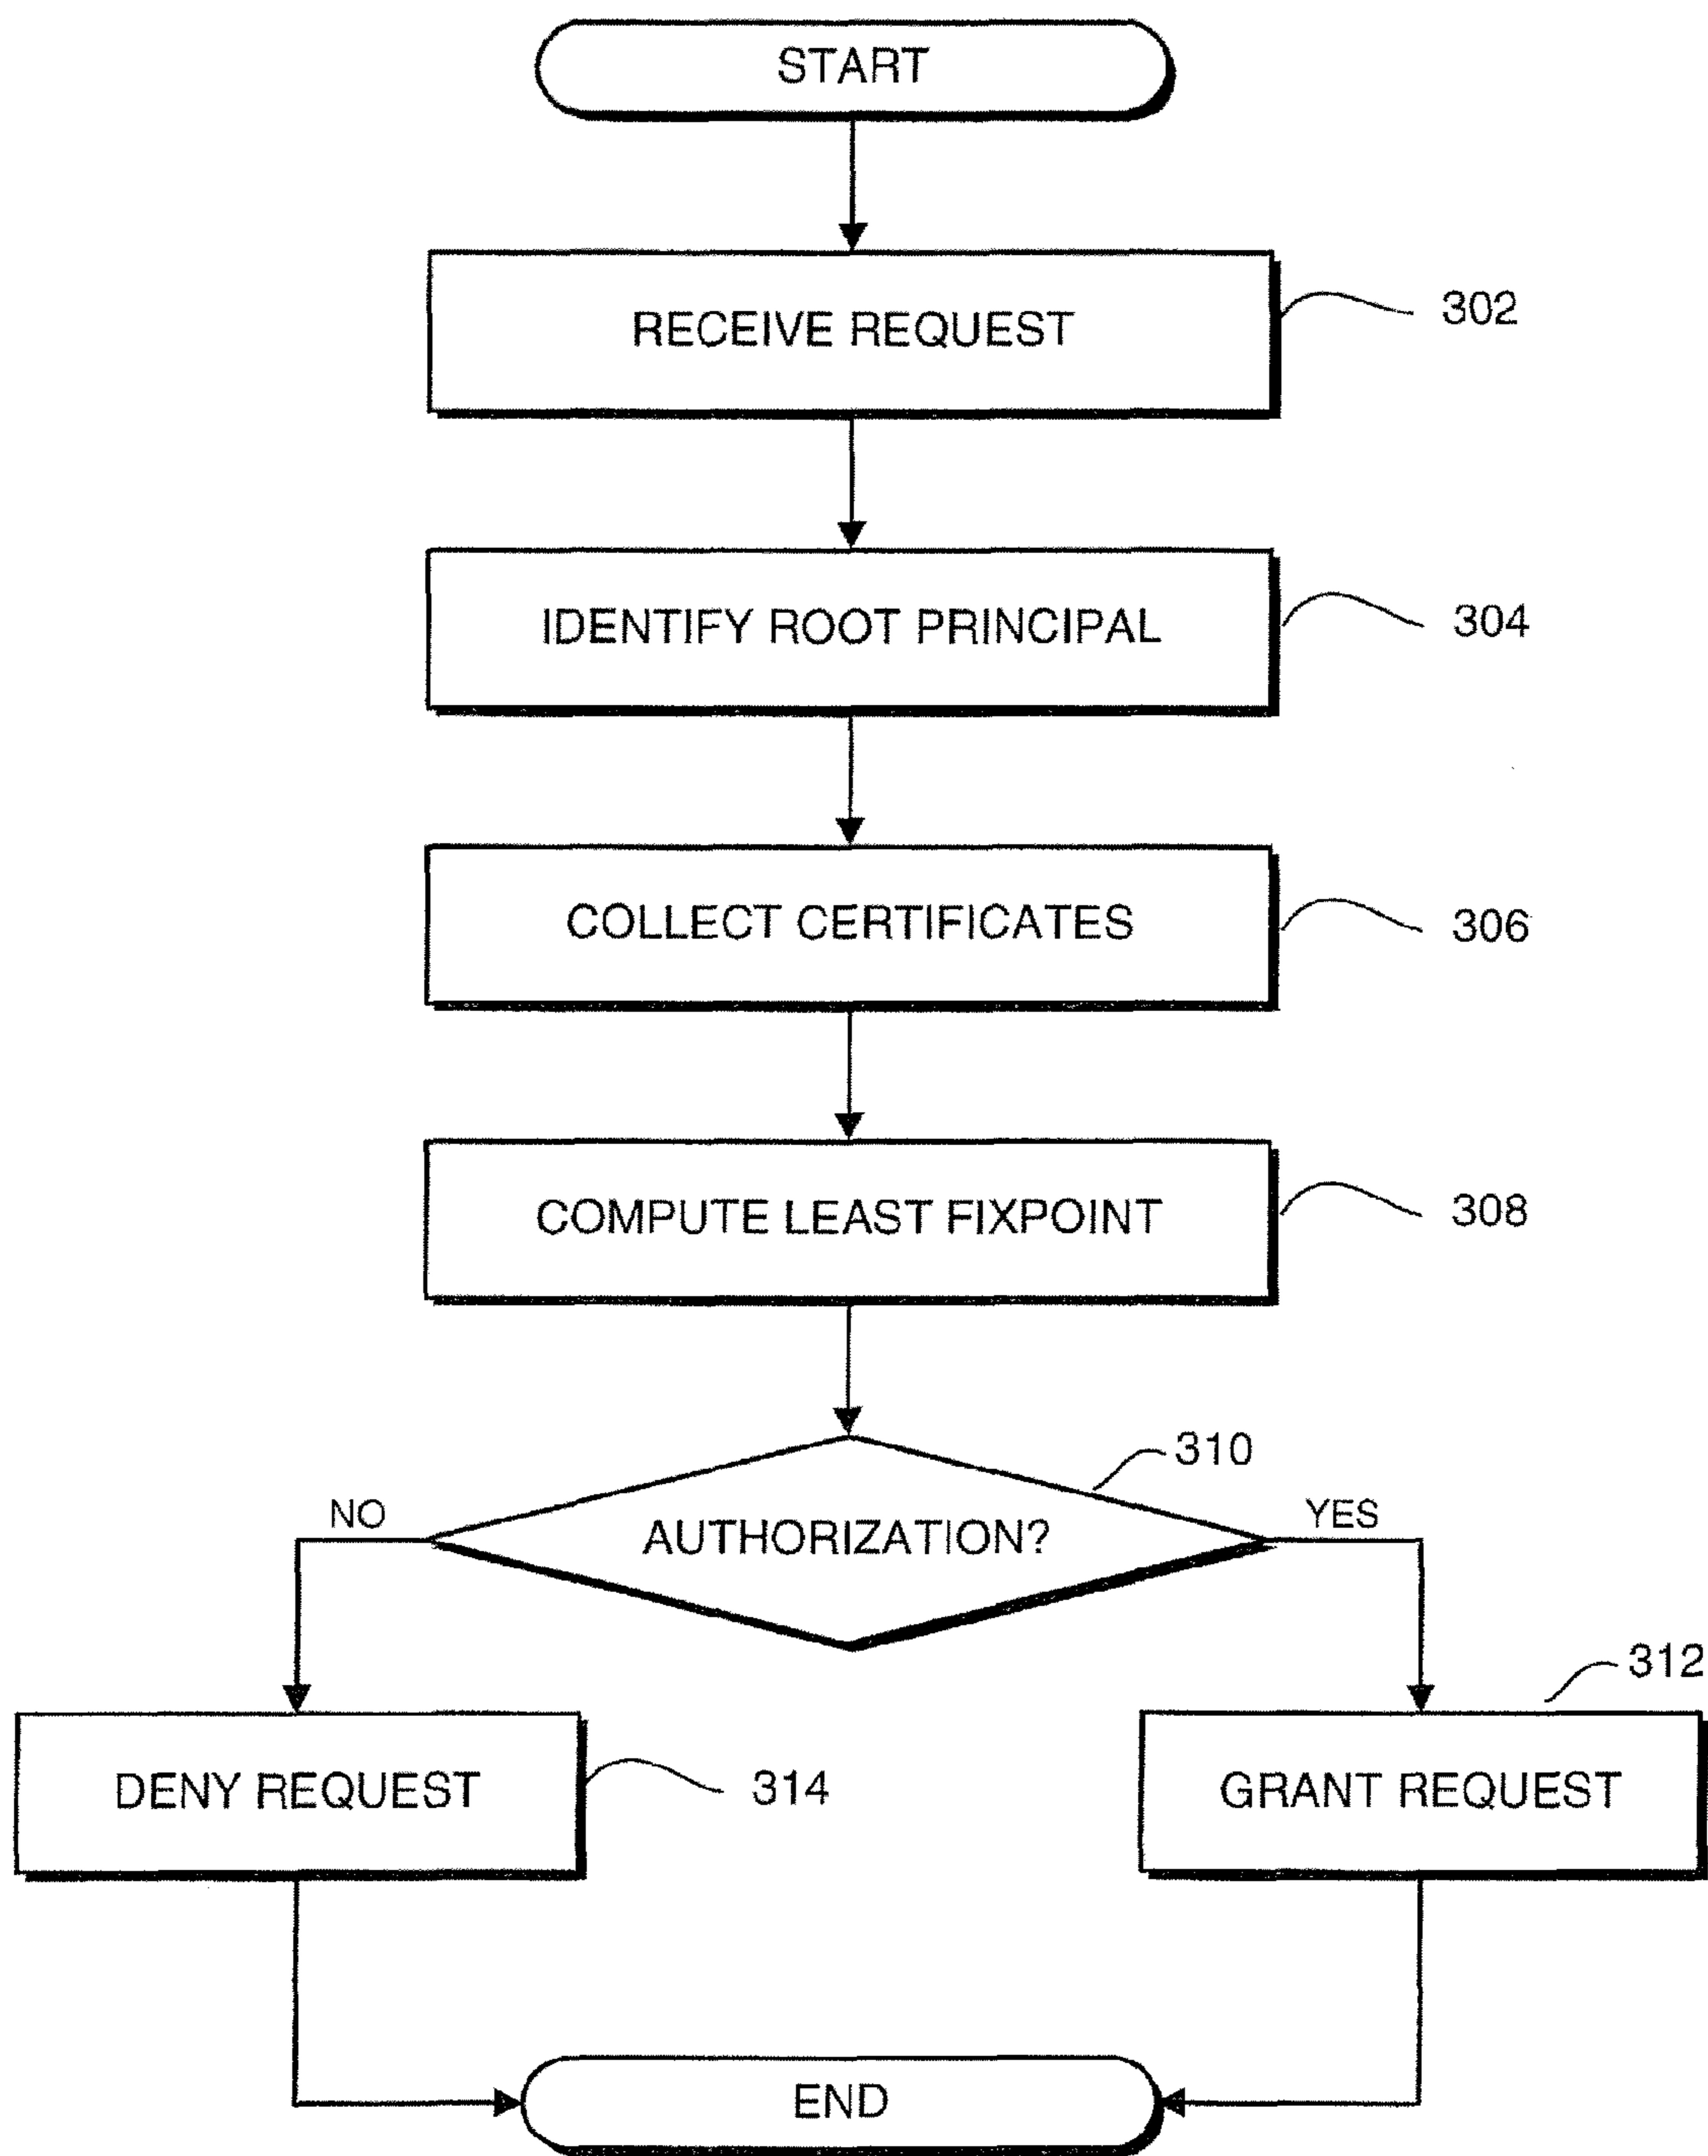 START
RECEIVE REQUEST
302
IDENTIFY ROOT PRINCIPAL
304
COLLECT CERTIFICATES
306
COMPUTE LEAST FIXPOINT
308
310
NO
AUTHORIZATION?
YES
312
DENY REQUEST
314
GRANT REQUEST
END